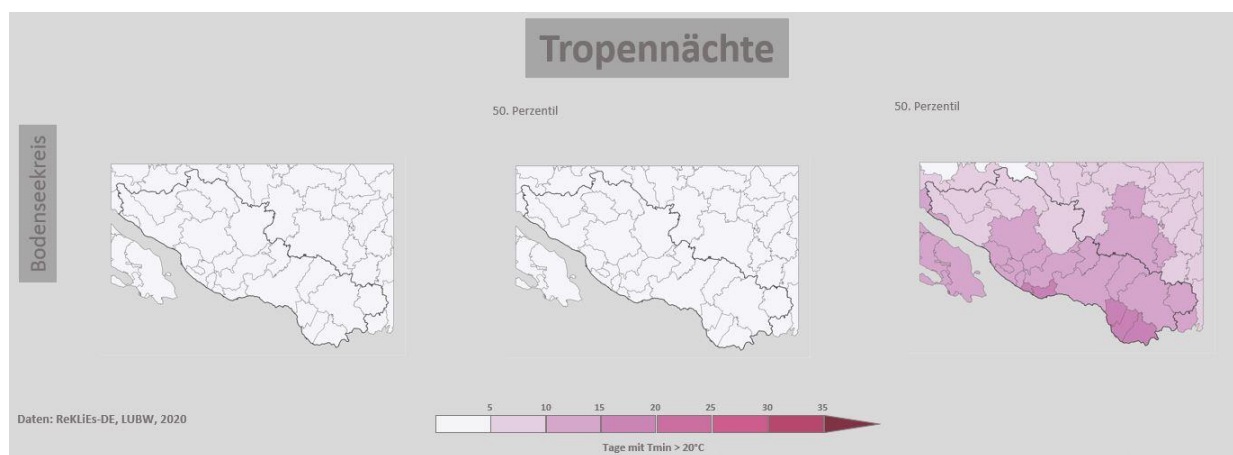 Tropennächte
50. Perzentil
50. Perzentil
Bodenseekreis
Daten: ReKLiEs-DE, LUBW, 2020
5 10 15 20 25 30 35
Tage mit Tmin > 20°C